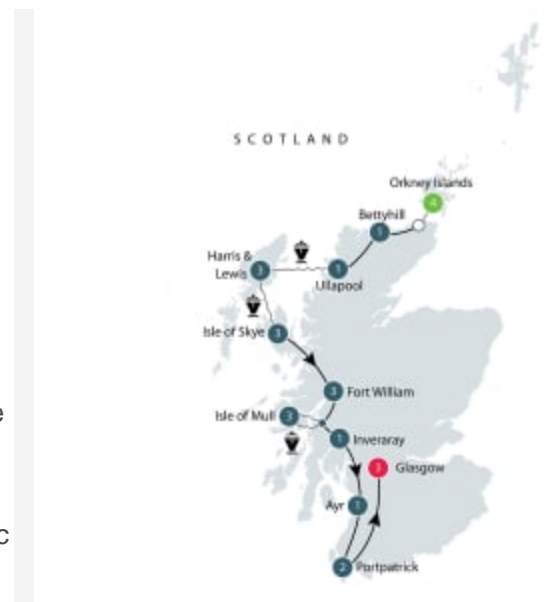 SCOTLAND
Orkney Islands
4
Bettyhill
1
Harris &
Lewis
3
1
Ullapool
Isle of Skye
3
3
Fort William
Isle of Mull
3
e
1
Inveraray
Glasgow
Ayr
1
c
2
Portpatrick